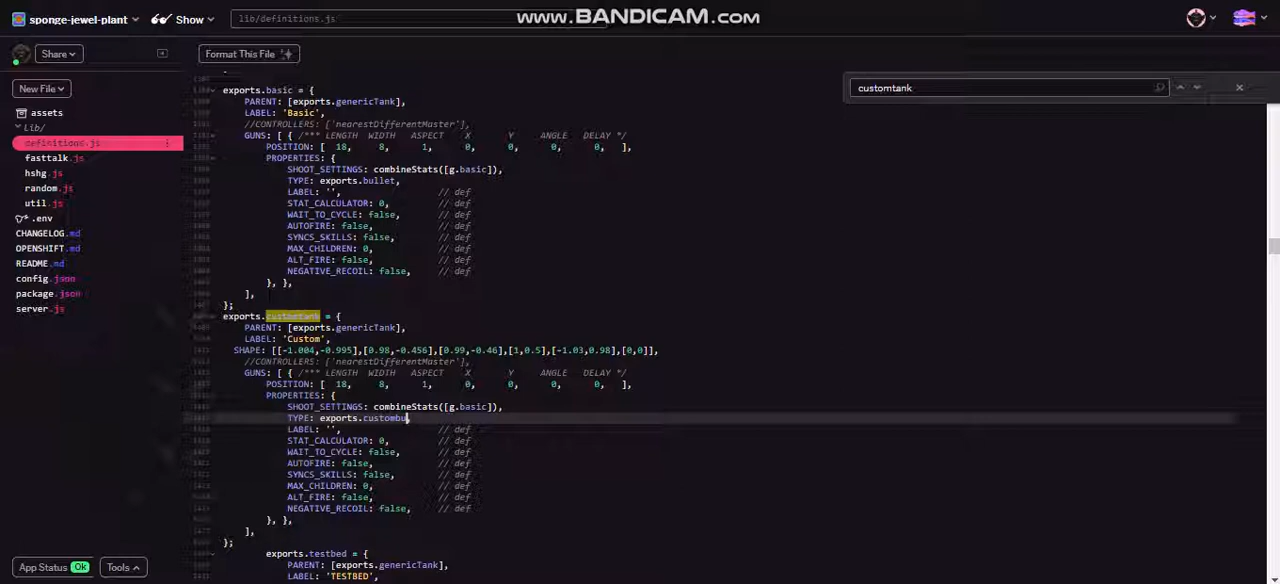 sponge-jewel-plant Show lib/definitions.js www.BANDICAM.com
Share Format This File
customtank
New File
assets
lib/
definitions.js
fasttalk.js
hshg.js
random.js
util.js
.env
CHANGELOG.md
OPENSHIFT.md
README.md
config.json
package.json
server.js
App Status OK Tools
exports.basic = {
PARENT: [exports.genericTank],
LABEL: 'Basic',
//CONTROLLERS: ['nearestDifferentMaster'],
GUNS: [ { /*** LENGTH WIDTH ASPECT X Y ANGLE DELAY */
POSITION: [ 18, 8, 1, 0, 0, 0, 0, ],
PROPERTIES: {
SHOOT_SETTINGS: combineStats([g.basic]),
TYPE: exports.bullet,
LABEL: '', // def
STAT_CALCULATOR: 0, // def
WAIT_TO_CYCLE: false, // def
AUTOFIRE: false, // def
SYNCS_SKILLS: false, // def
MAX_CHILDREN: 0, // def
ALT_FIRE: false, // def
NEGATIVE_RECOIL: false, // def
}, },
],
};
exports.customtank = {
PARENT: [exports.genericTank],
LABEL: 'Custom',
SHAPE: [[-1.004,-0.995],[0.98,-0.456],[0.99,-0.46],[1,0.5],[-1.03,0.98],[0,0]],
//CONTROLLERS: ['nearestDifferentMaster'],
GUNS: [ { /*** LENGTH WIDTH ASPECT X Y ANGLE DELAY */
POSITION: [ 18, 8, 1, 0, 0, 0, 0, ],
PROPERTIES: {
SHOOT_SETTINGS: combineStats([g.basic]),
TYPE: exports.custombu,
LABEL: '', // def
STAT_CALCULATOR: 0, // def
WAIT_TO_CYCLE: false, // def
AUTOFIRE: false, // def
SYNCS_SKILLS: false, // def
MAX_CHILDREN: 0, // def
ALT_FIRE: false, // def
NEGATIVE_RECOIL: false, // def
}, },
],
};
exports.testbed = {
PARENT: [exports.genericTank],
LABEL: 'TESTBED',